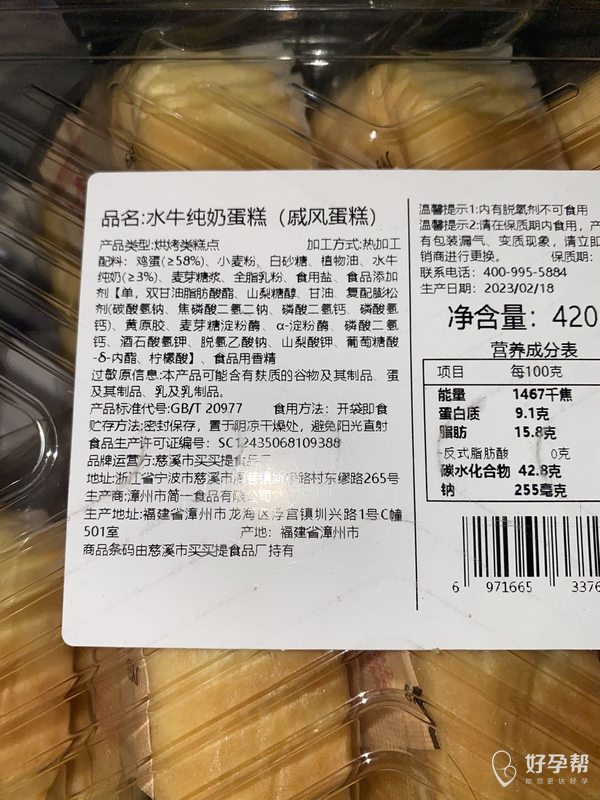 品名:水牛纯奶蛋糕（戚风蛋糕）
产品类型:烘烤类糕点 加工方式:热加工
配料：鸡蛋(≥58%)、小麦粉、白砂糖、植物油、水牛
纯奶(≥3%)、麦芽糖浆、全脂乳粉、食用盐、食品添加
剂【单，双甘油脂肪酸酯、山梨糖醇、甘油、复配膨松
剂(碳酸氢钠、焦磷酸二氢二钠、磷酸二氢钙、磷酸氢
钙)、黄原胶、麦芽糖淀粉酶、α-淀粉酶、磷酸二氢
钙、酒石酸氢钾、脱氢乙酸钠、山梨酸钾、葡萄糖酸
-δ-内酯、柠檬酸】、食品用香精
过敏原信息:本产品可能含有麸质的谷物及其制品、蛋
及其制品、乳及乳制品。
产品标准代号:GB/T 20977 食用方法：开袋即食
贮存方法:密封保存，置于阴凉干燥处，避免阳光直射
食品生产许可证编号：SC12435068109388
品牌运营方:慈溪市买买提食品厂
地址:浙江省宁波市慈溪市周巷镇新不路村东缪路265号
生产商:漳州市简一食品有限公司
生产地址:福建省漳州市龙海区浮宫镇圳兴路1号C幢
501室 产地：福建省漳州市
商品条码由慈溪市买买提食品厂持有
温馨提示1:内有脱氧剂不可食用
温馨提示2:请在保质期内食用，产
有包装漏气、变质现象，请立即
销商进行更换。 保质期：
联系电话：400-995-5884
生产日期：2023/02/18
净含量：420
营养成分表
项目 每100克
能量 1467千焦
蛋白质 9.1克
脂肪 15.8克
-反式脂肪酸 0克
碳水化合物 42.8克
钠 255毫克
6 971665 3376
好孕帮
助您更快好孕